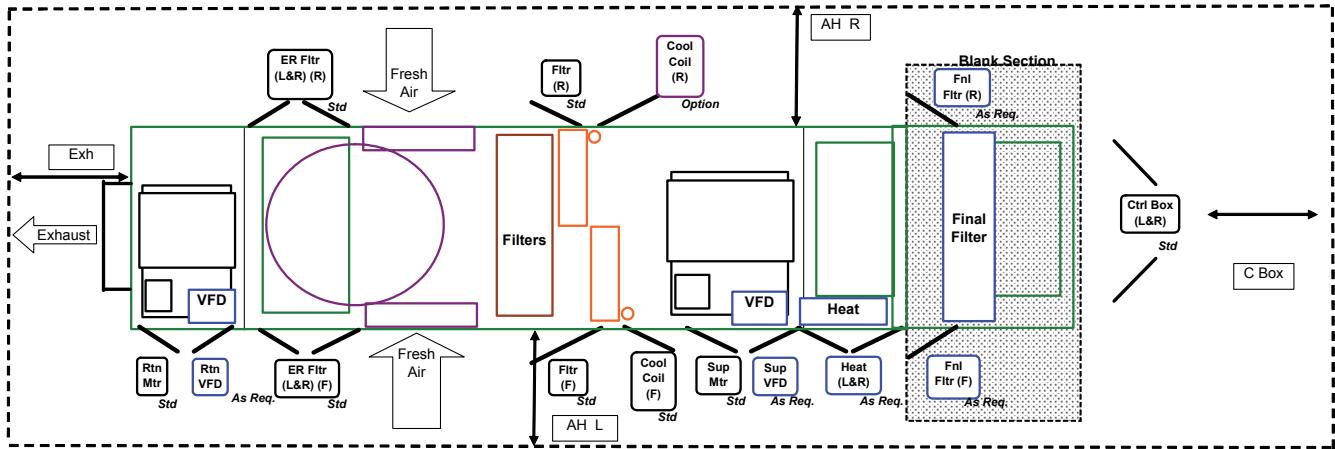 AH R
ER Fltr
(L&R) (R)
Std
Fresh
Air
Fltr
(R)
Std
Cool
Coil
(R)
Option
Blank Section
Fnl
Fltr (R)
As Req.
Exh
Exhaust
VFD
Filters
VFD
Heat
Final
Filter
Ctrl Box
(L&R)
Std
C Box
Rtn
Mtr
Std
Rtn
VFD
As Req.
ER Fltr
(L&R) (F)
Std
Fresh
Air
Fltr
(F)
Std
AH L
Cool
Coil
(F)
Std
Sup
Mtr
Std
Sup
VFD
As Req.
Heat
(L&R)
As Req.
Fnl
Fltr (F)
As Req.